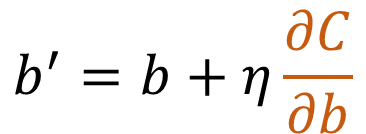 b′ = b + η ∂C/∂b